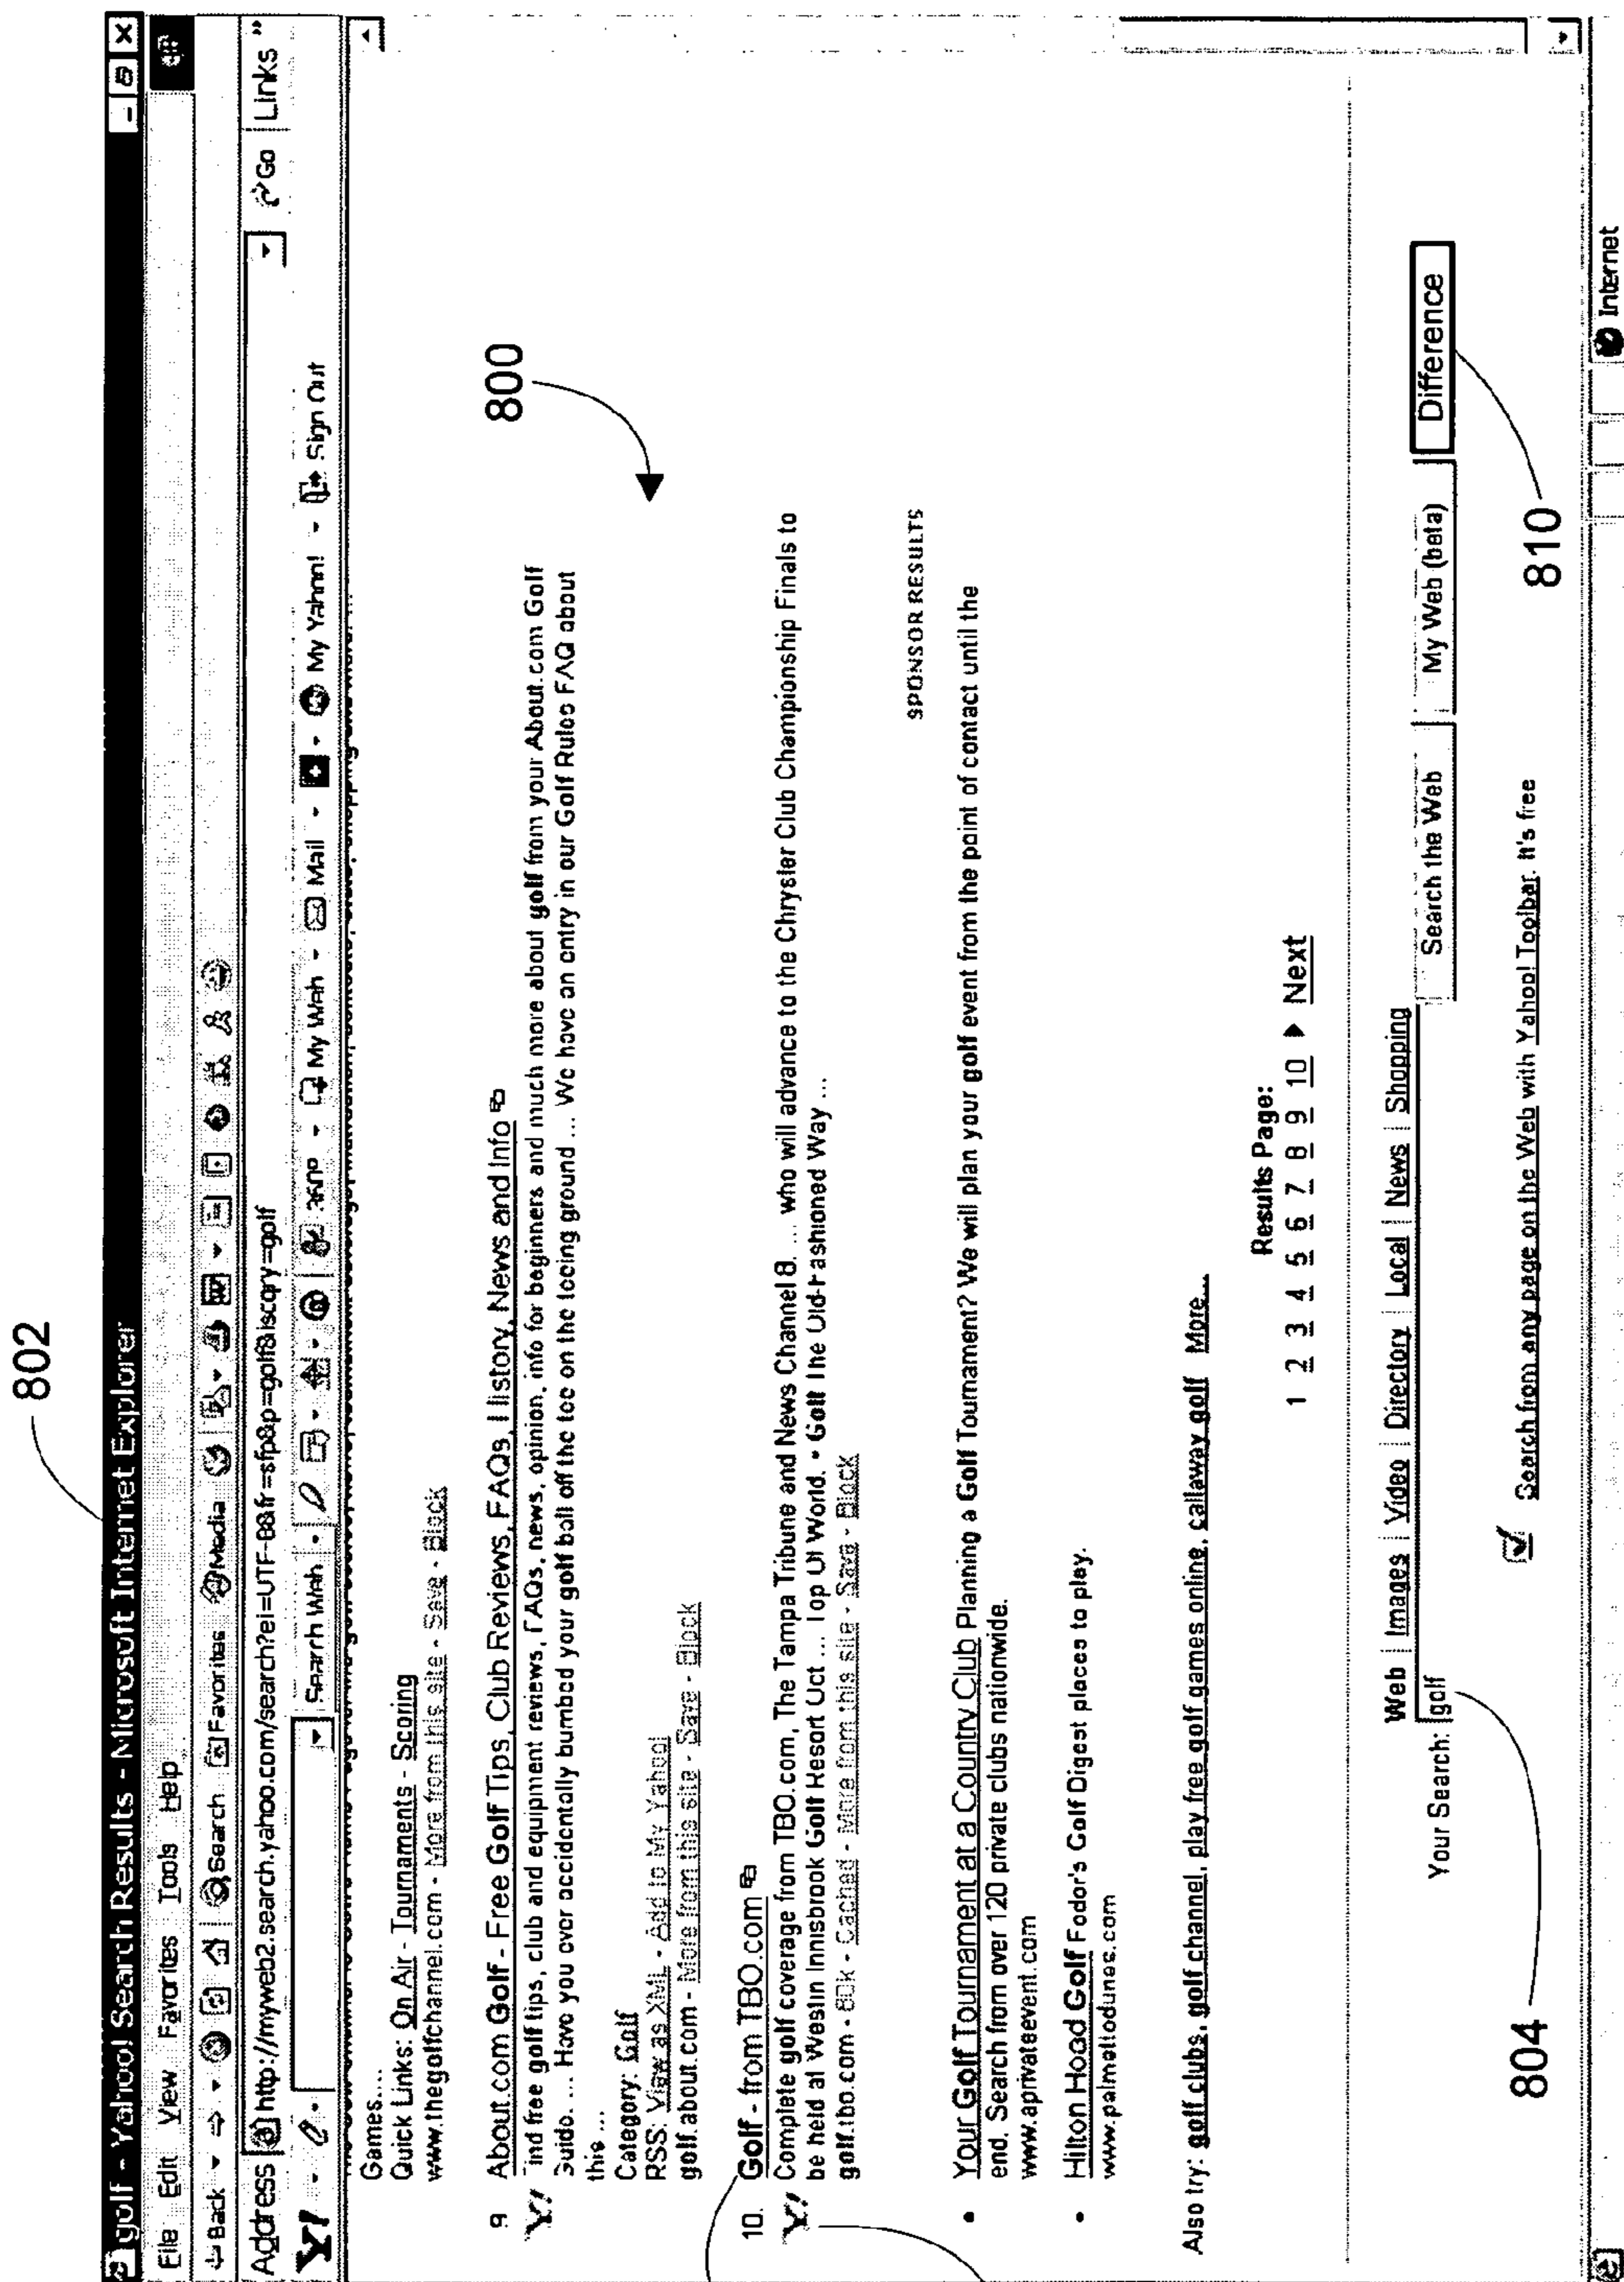 802
golf - Yahoo! Search Results - Microsoft Internet Explorer
File Edit View Favorites Tools Help
Back Search Favorites Media
Address http://myweb2.search.yahoo.com/search?ei=UTF-8&fr=sfp&p=golf&iscqry=golf Go Links »
Y! Search Web 360° My Web Mail My Yahoo! Sign Out
Games....
Quick Links: On Air - Tournaments - Scoring
www.thegolfchannel.com - More from this site - Save - Block
800
9. About.com Golf - Free Golf Tips, Club Reviews, FAQs, History, News and Info
Y! Find free golf tips, club and equipment reviews, FAQs, news, opinion, info for beginners and much more about golf from your About.com Golf
Guide. ... Have you ever accidentally bumped your golf ball off the tee on the teeing ground ... We have an entry in our Golf Rules FAQ about
this ...
Category: Golf
RSS: View as XML - Add to My Yahoo!
golf.about.com - More from this site - Save - Block
10. Golf - from TBO.com
Y! Complete golf coverage from TBO.com, The Tampa Tribune and News Channel 8. ... who will advance to the Chrysler Club Championship Finals to
be held at Westin Innisbrook Golf Resort Oct ... Top Of World. • Golf The Old-Fashioned Way ...
golf.tbo.com - 80k - Cached - More from this site - Save - Block
SPONSOR RESULTS
• Your Golf Tournament at a Country Club Planning a Golf Tournament? We will plan your golf event from the point of contact until the
end. Search from over 120 private clubs nationwide.
www.aprivateevent.com
• Hilton Head Golf Fodor's Golf Digest places to play.
www.palmettodunes.com
Also try: golf clubs, golf channel, play free golf games online, callaway golf More...
Results Page:
1 2 3 4 5 6 7 8 9 10 ▶ Next
Web | Images | Video | Directory | Local | News | Shopping
Your Search: golf Search the Web My Web (beta) Difference
Search from any page on the Web with Yahoo! Toolbar. It's free
804
810
Internet